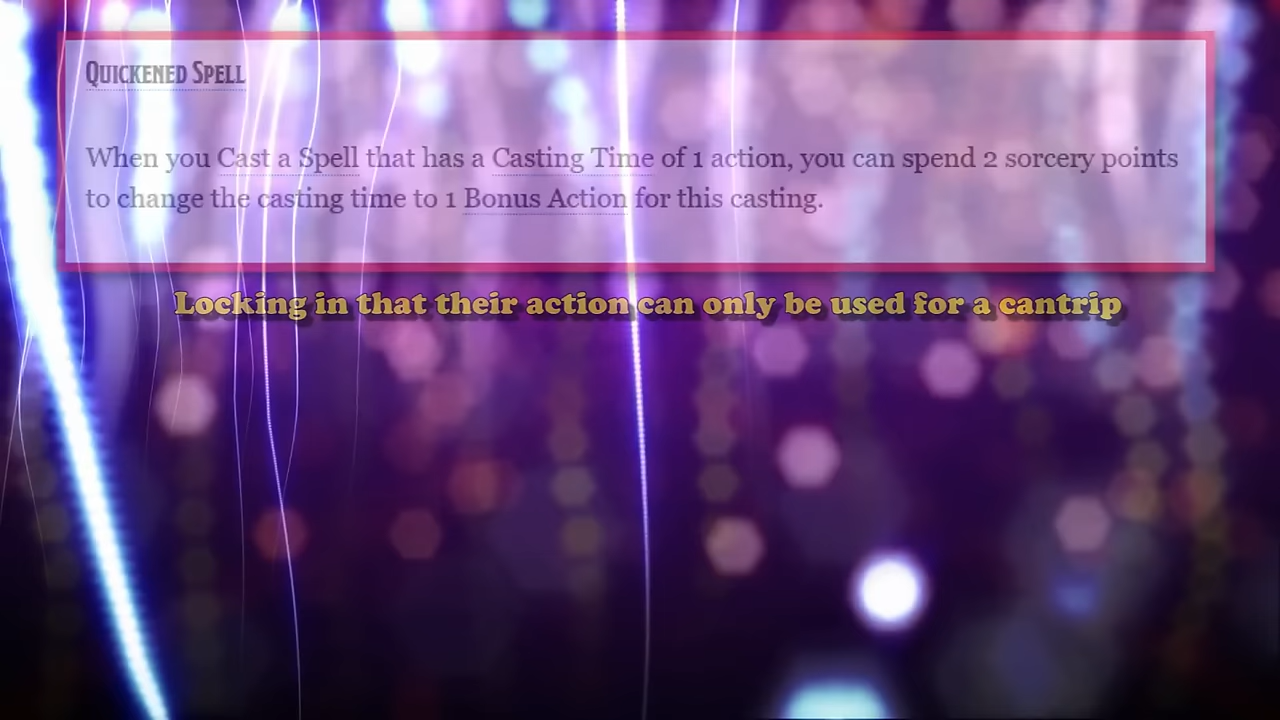 Quickened Spell
When you Cast a Spell that has a Casting Time of 1 action, you can spend 2 sorcery points
to change the casting time to 1 Bonus Action for this casting.
Locking in that their action can only be used for a cantrip